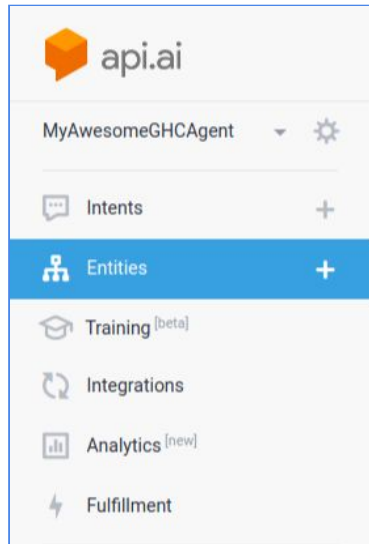 api.ai
MyAwesomeGHCAgent
Intents +
Entities +
Training [beta]
Integrations
Analytics [new]
Fulfillment